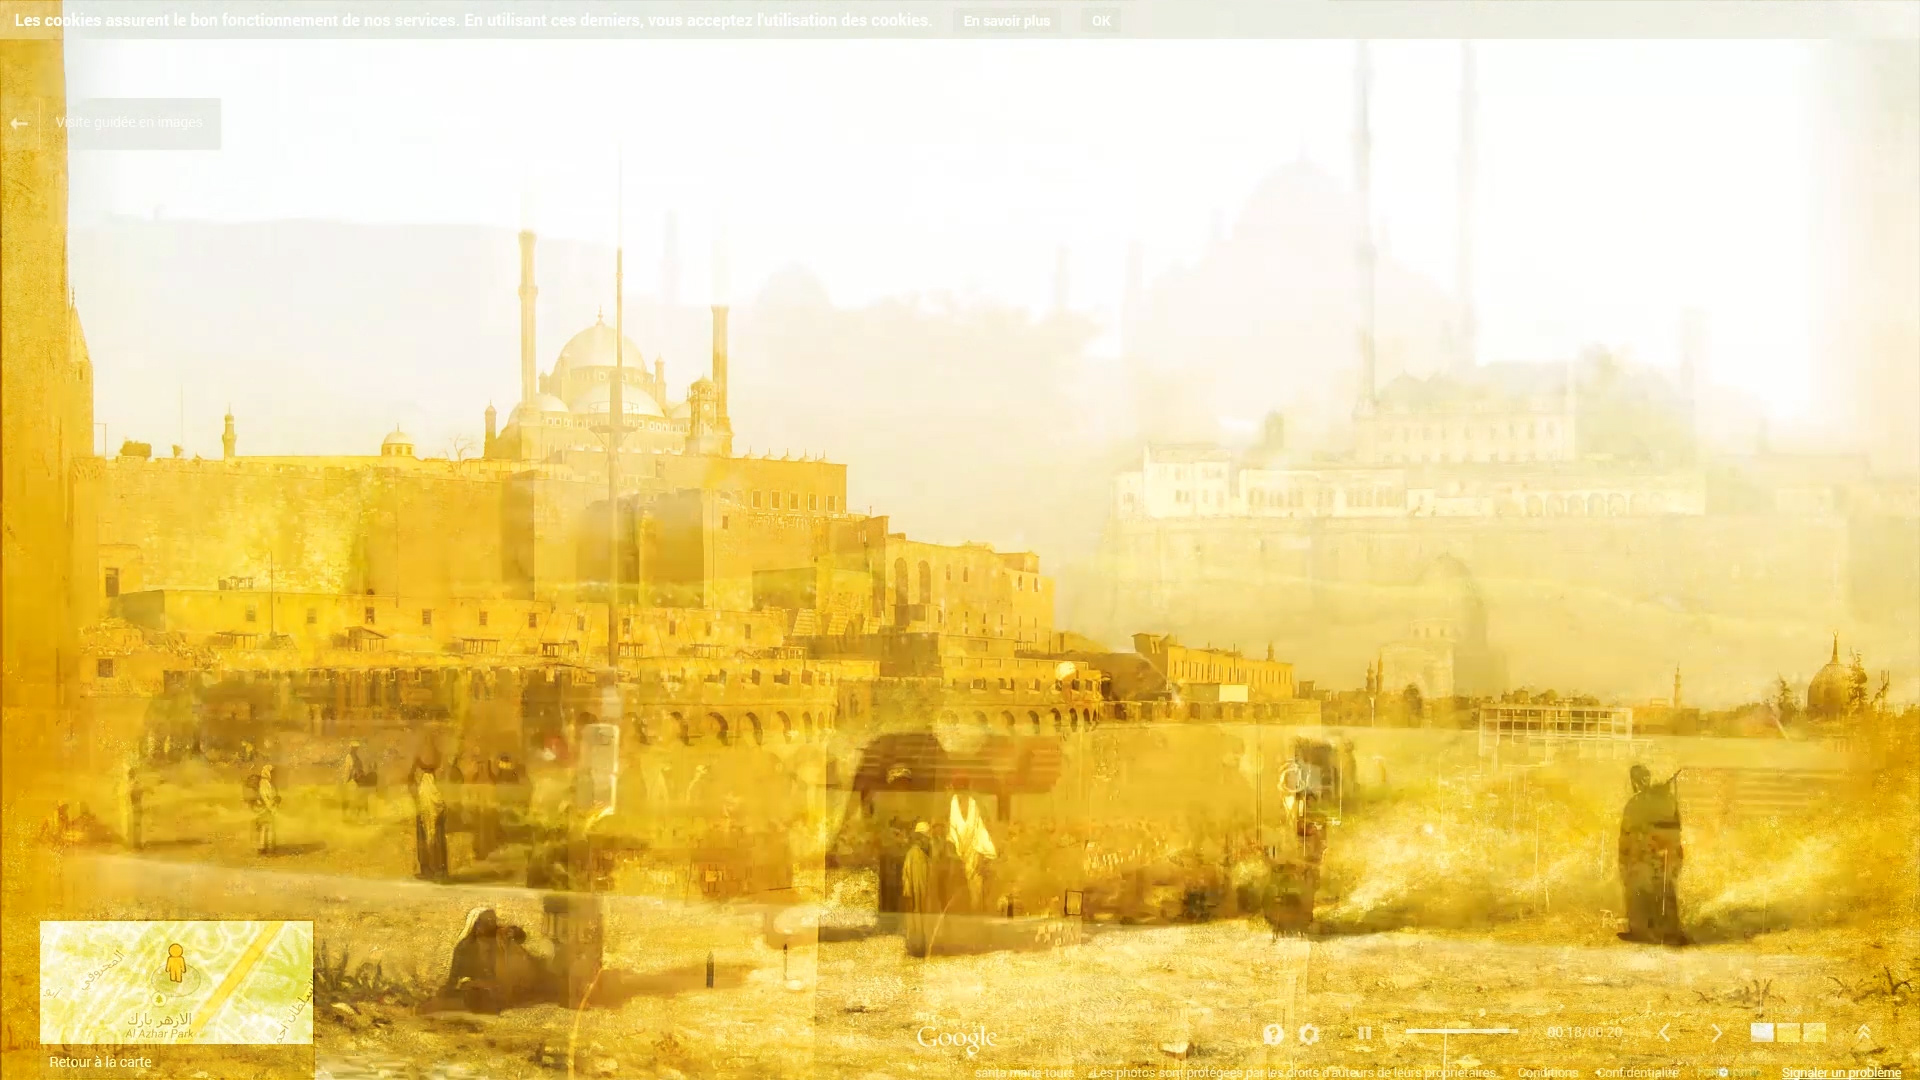 Les cookies assurent le bon fonctionnement de nos services. En utilisant ces derniers, vous acceptez l'utilisation des cookies. En savoir plus OK
Visite guidée en images
الأزهر بارك
Al Azhar Park
Retour à la carte
Google
00:18/00:20
santa maria tours
Les photos sont protégées par les droits d'auteurs de leurs propriétaires.
Conditions
Confidentialité
Signaler un problème